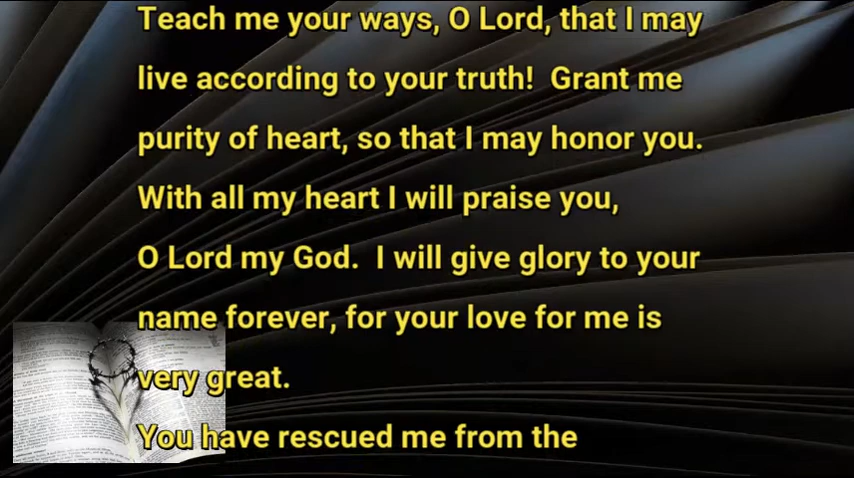 Teach me your ways, O Lord, that I may
live according to your truth!  Grant me
purity of heart, so that I may honor you.
With all my heart I will praise you,
O Lord my God.  I will give glory to your
name forever, for your love for me is
very great.
You have rescued me from the